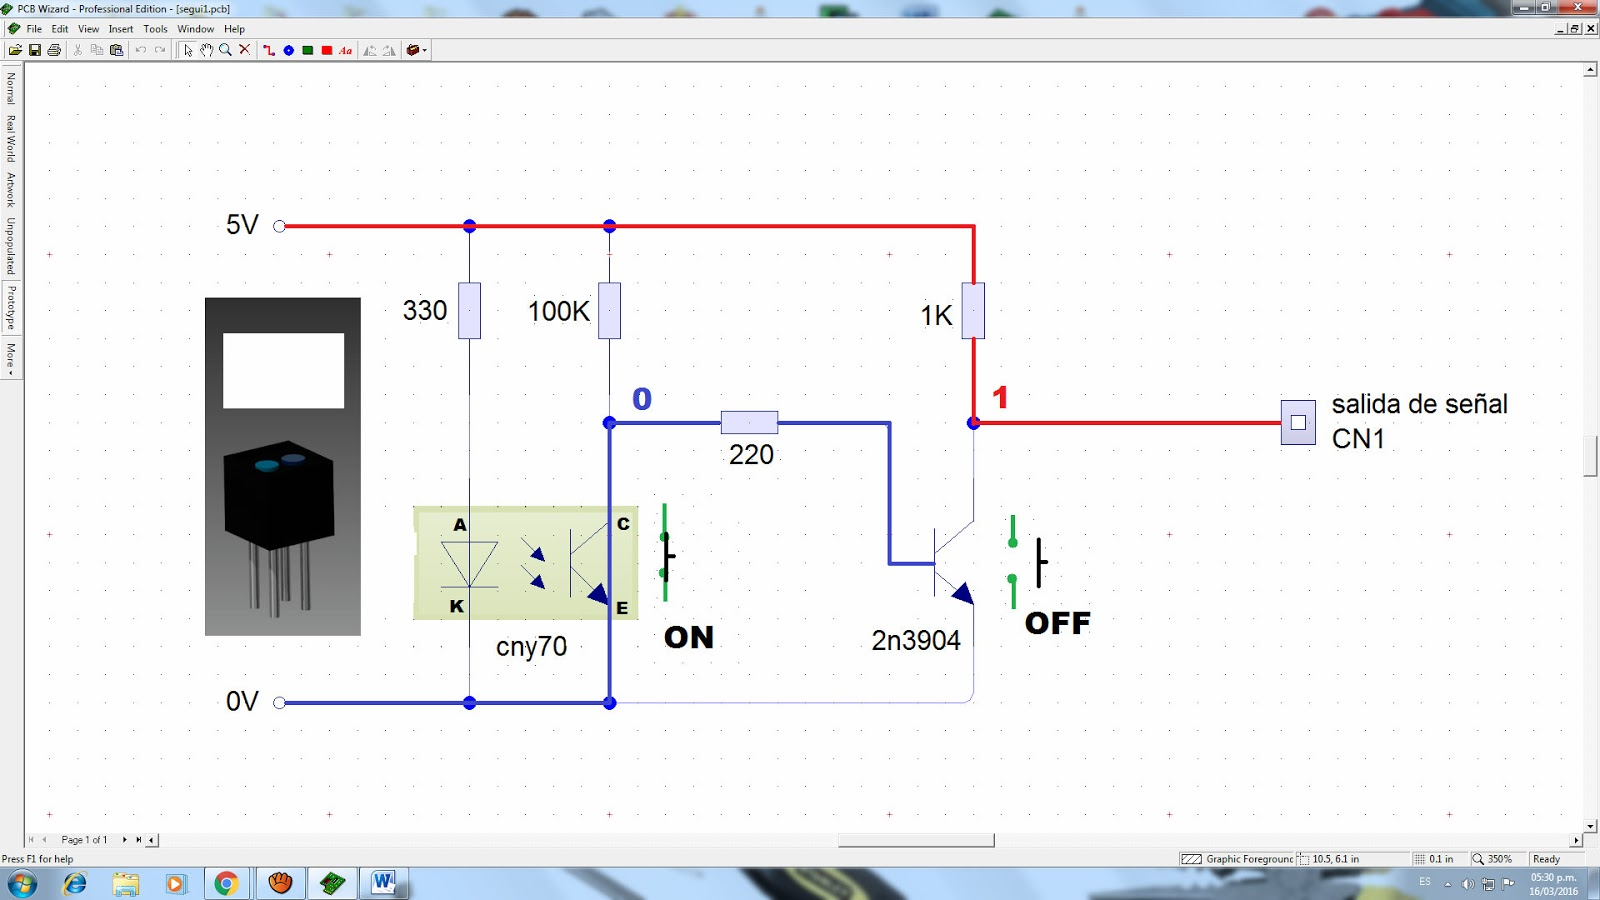 PCB Wizard - Professional Edition - [segui1.pcb]
File Edit View Insert Tools Window Help
Aa
Normal
Real World
Artwork
Unpopulated
Prototype
More
5V
330
100K
1K
0
1
salida de señal
CN1
220
A
C
K
E
ON
OFF
cny70
2n3904
0V
Page 1 of 1
Press F1 for help
Graphic Foreground
10.5, 6.1 in
0.1 in
350%
Ready
W
ES
05:30 p.m.
16/03/2016